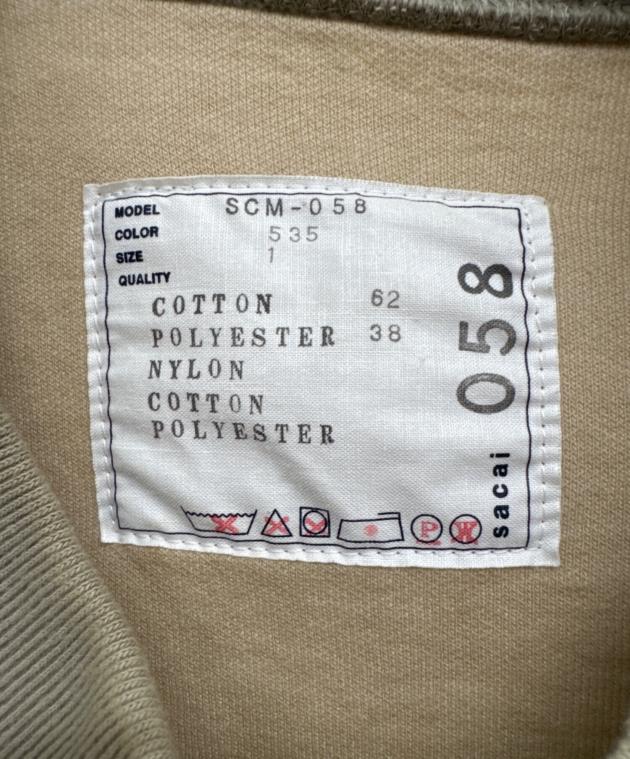 MODEL SCM-058
COLOR 535
SIZE 1
QUALITY
COTTON 62
POLYESTER 38
NYLON
COTTON
POLYESTER
058
sacai
P W